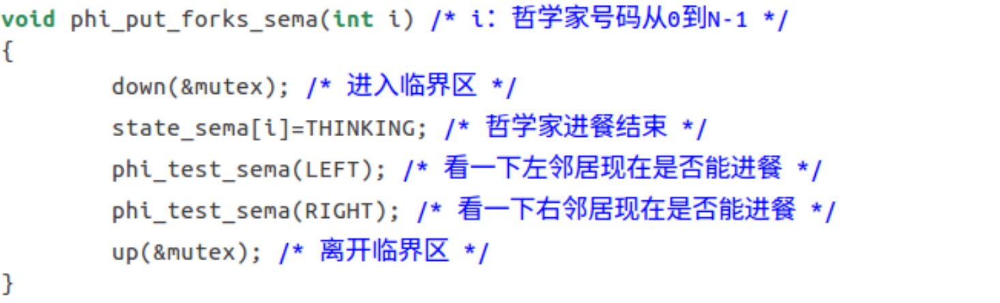 void phi_put_forks_sema(int i) /* i：哲学家号码从0到N-1 */
{
        down(&mutex); /* 进入临界区 */
        state_sema[i]=THINKING; /* 哲学家进餐结束 */
        phi_test_sema(LEFT); /* 看一下左邻居现在是否能进餐 */
        phi_test_sema(RIGHT); /* 看一下右邻居现在是否能进餐 */
        up(&mutex); /* 离开临界区 */
}